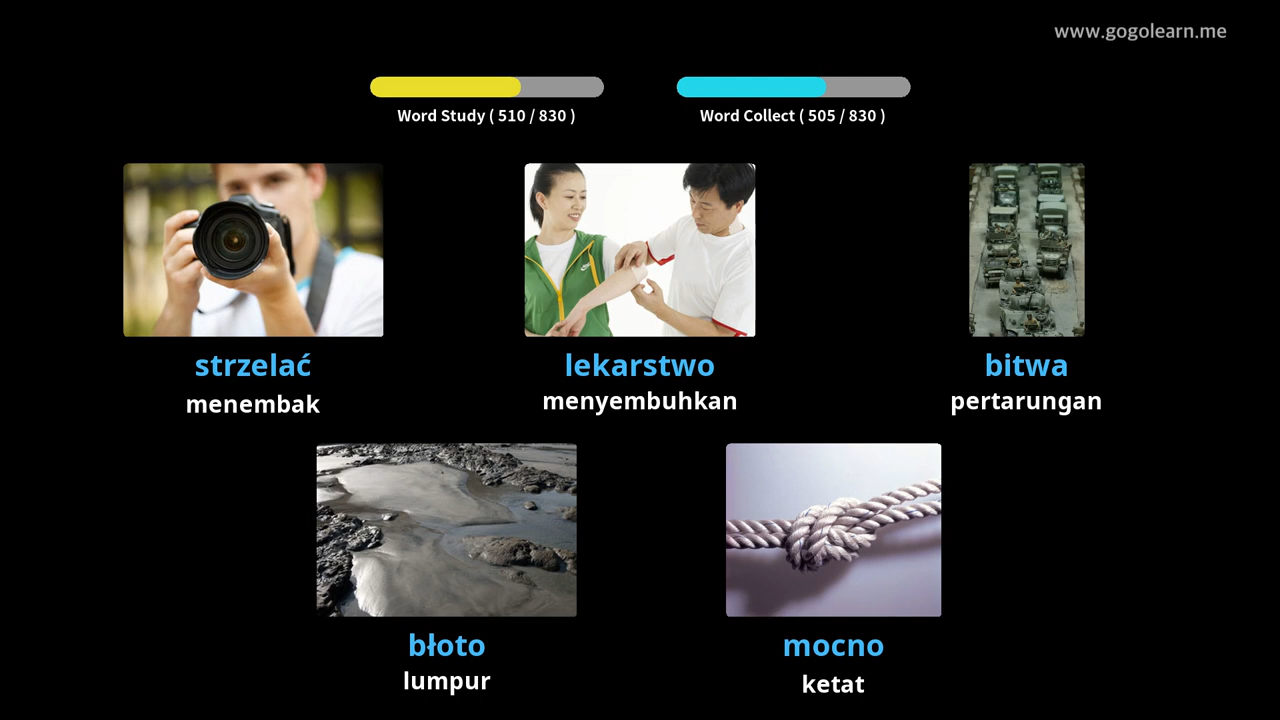 www.gogolearn.me
Word Study ( 510 / 830 )
Word Collect ( 505 / 830 )
strzelać
menembak
lekarstwo
menyembuhkan
bitwa
pertarungan
błoto
lumpur
mocno
ketat